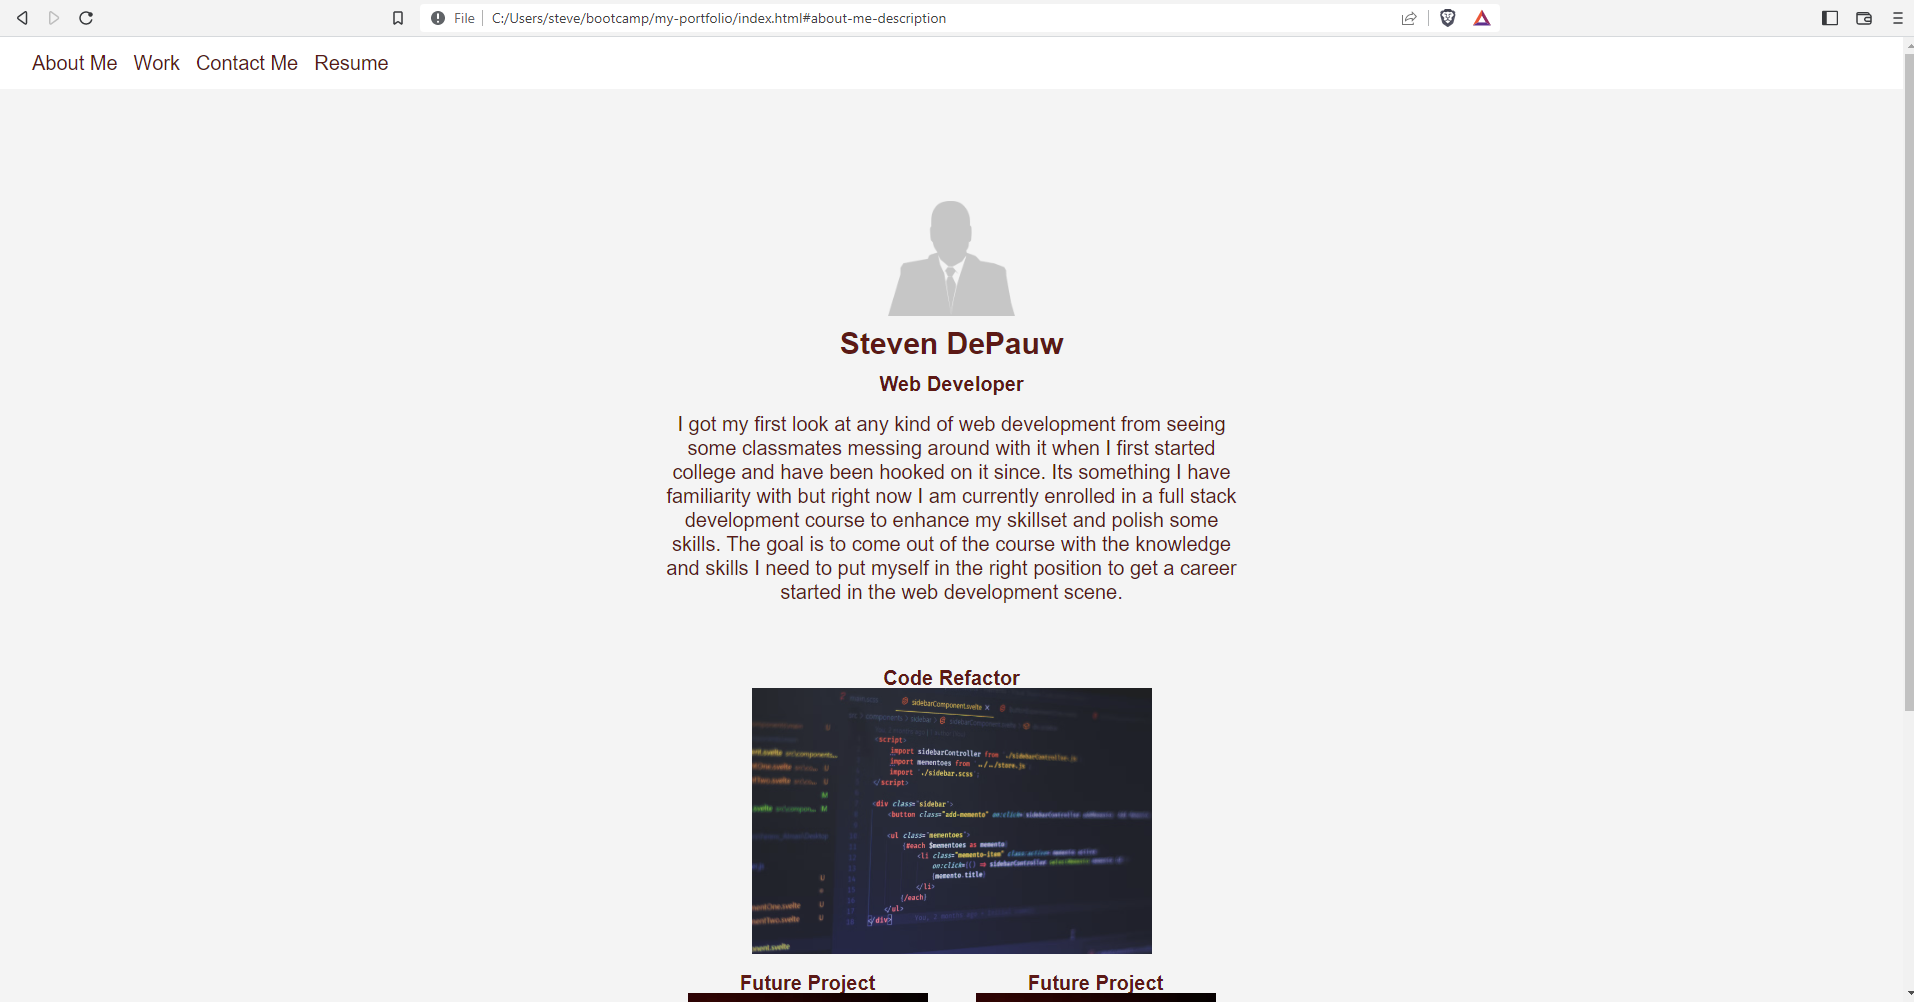 File
C:/Users/steve/bootcamp/my-portfolio/index.html#about-me-description
About Me Work Contact Me Resume
Steven DePauw
Web Developer
I got my first look at any kind of web development from seeing
some classmates messing around with it when I first started
college and have been hooked on it since. Its something I have
familiarity with but right now I am currently enrolled in a full stack
development course to enhance my skillset and polish some
skills. The goal is to come out of the course with the knowledge
and skills I need to put myself in the right position to get a career
started in the web development scene.
Code Refactor
sidebarComponent.svelte
<script>
import sidebarController from './sidebarController.js'
import mementoes from '../../store.js'
import './sidebar.scss'
</script>
<div class='sidebar'>
<button class="add-memento" on:click= sidebarController
<ul class='mementoes'>
{#each $mementoes as memento
<li class="memento-item"
on:click={() => sidebarController
{memento.title}
</li>
{/each}
</ul>
</div>
Future Project Future Project